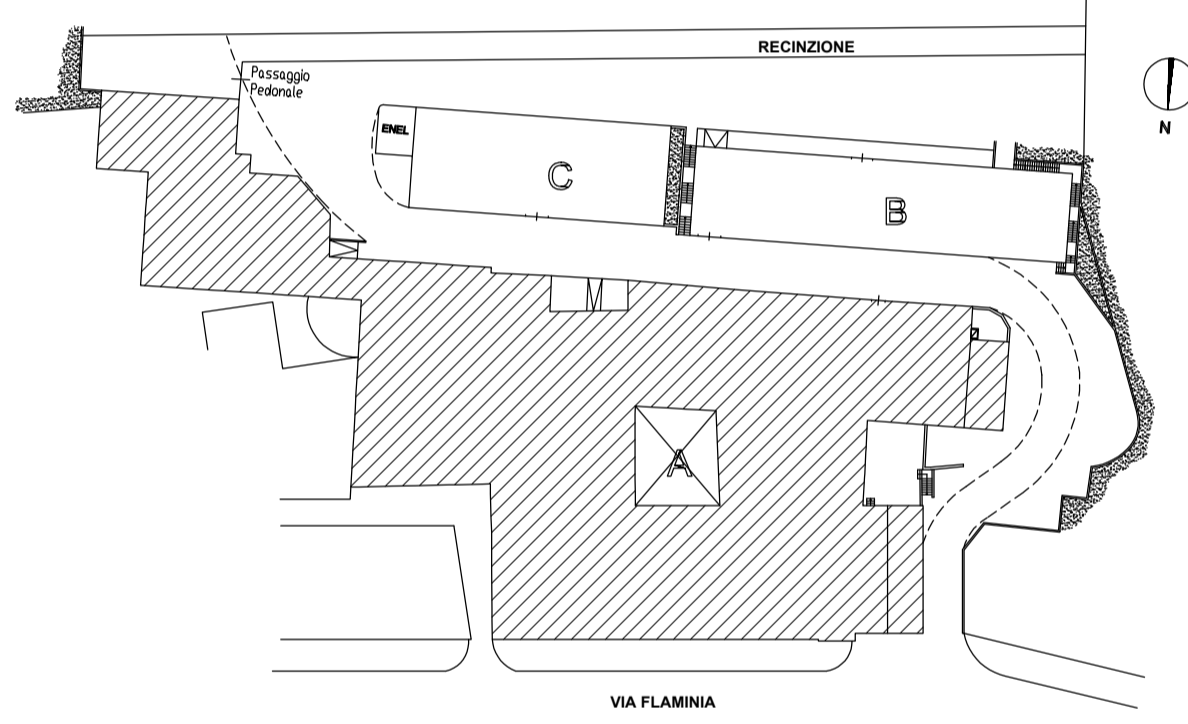 RECINZIONE
Passaggio
Pedonale
N
ENEL
C
B
A
VIA FLAMINIA